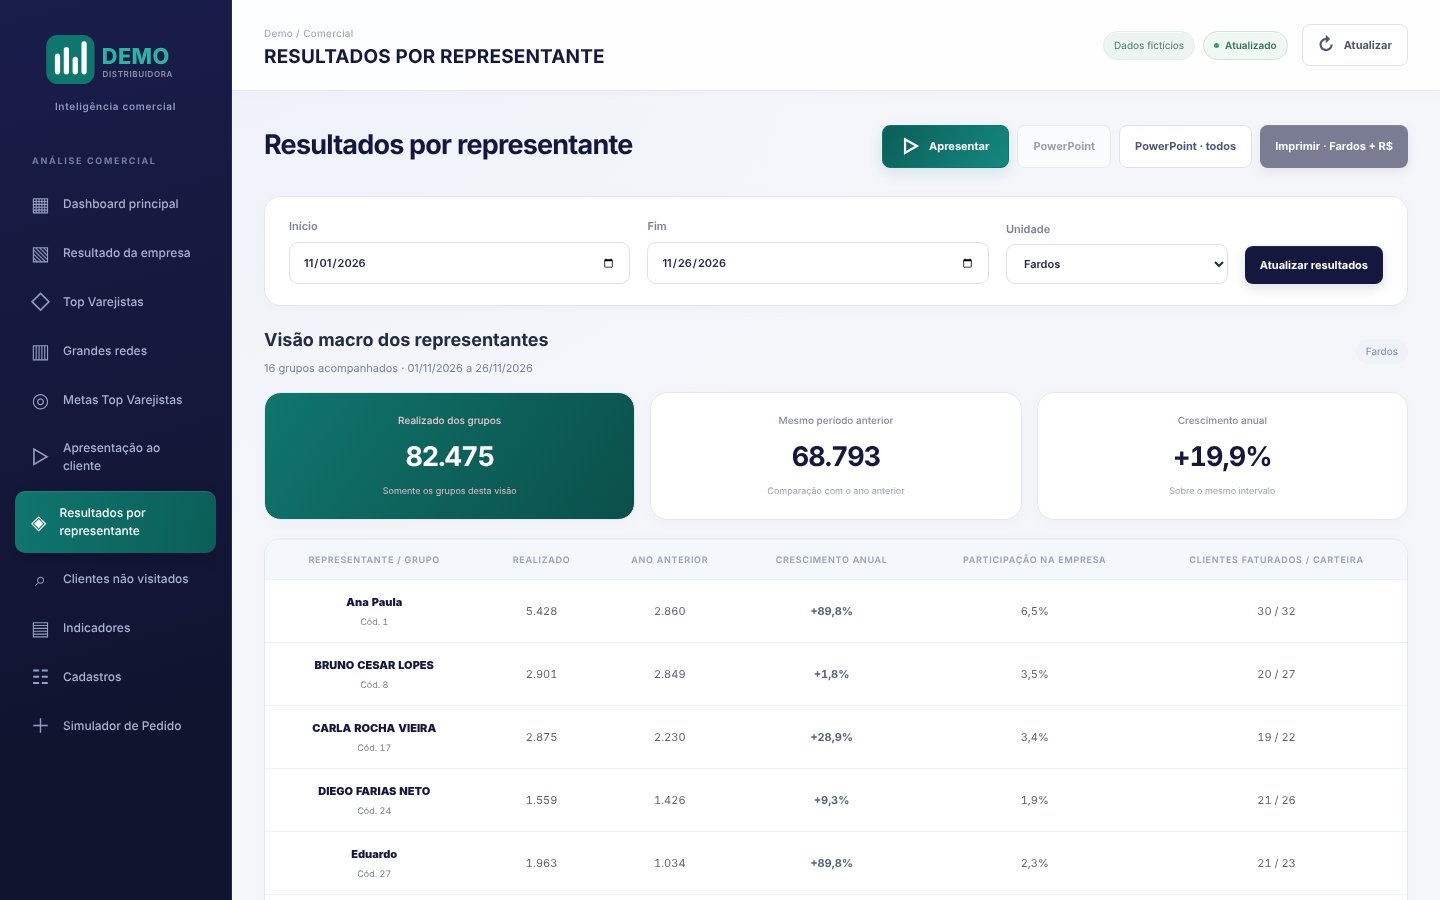 DEMO
DISTRIBUIDORA
Inteligência comercial
ANÁLISE COMERCIAL
Dashboard principal
Resultado da empresa
Top Varejistas
Grandes redes
Metas Top Varejistas
Apresentação ao
cliente
Resultados por
representante
Clientes não visitados
Indicadores
Cadastros
Simulador de Pedido
Demo / Comercial
RESULTADOS POR REPRESENTANTE
Dados fictícios
Atualizado
Atualizar
Resultados por representante
Apresentar
PowerPoint
PowerPoint · todos
Imprimir · Fardos + R$
Início
Fim
Unidade
11/01/2026
11/26/2026
Fardos
Atualizar resultados
Visão macro dos representantes
16 grupos acompanhados · 01/11/2026 a 26/11/2026
Fardos
Realizado dos grupos
82.475
Somente os grupos desta visão
Mesmo período anterior
68.793
Comparação com o ano anterior
Crescimento anual
+19,9%
Sobre o mesmo intervalo
REPRESENTANTE / GRUPO REALIZADO ANO ANTERIOR CRESCIMENTO ANUAL PARTICIPAÇÃO NA EMPRESA CLIENTES FATURADOS / CARTEIRA
Ana Paula
Cód. 1
5.428 2.860 +89,8% 6,5% 30 / 32
BRUNO CESAR LOPES
Cód. 8
2.901 2.849 +1,8% 3,5% 20 / 27
CARLA ROCHA VIEIRA
Cód. 17
2.875 2.230 +28,9% 3,4% 19 / 22
DIEGO FARIAS NETO
Cód. 24
1.559 1.426 +9,3% 1,9% 21 / 26
Eduardo
Cód. 27
1.963 1.034 +89,8% 2,3% 21 / 23